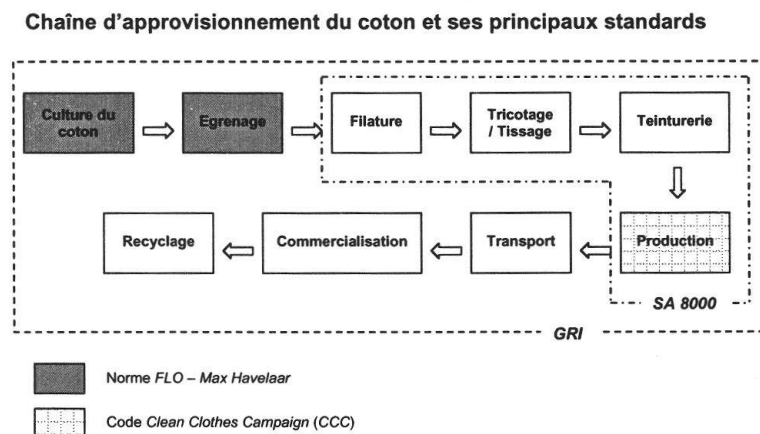 Chaîne d'approvisionnement du coton et ses principaux standards
Culture du
coton
Egrenage
Filature
Tricotage
/ Tissage
Teinturerie
Recyclage
Commercialisation
Transport
Production
SA 8000
GRI
Norme FLO – Max Havelaar
Code Clean Clothes Campaign (CCC)